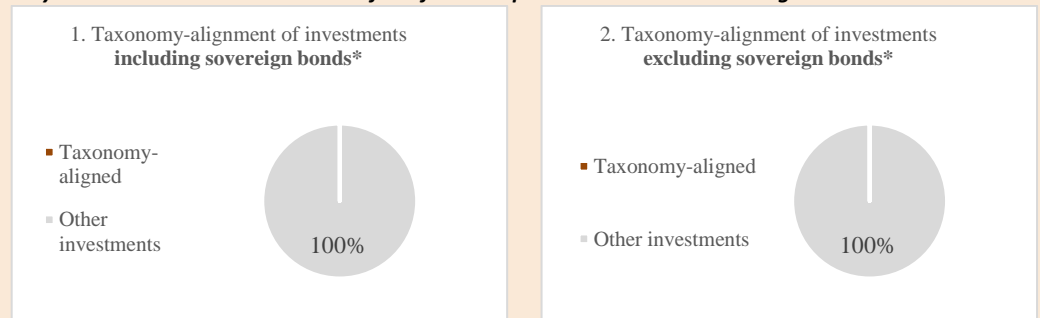 1. Taxonomy-alignment of investments
including sovereign bonds*
Taxonomy-
aligned
Other
investments
100%
2. Taxonomy-alignment of investments
excluding sovereign bonds*
Taxonomy-aligned
Other investments
100%